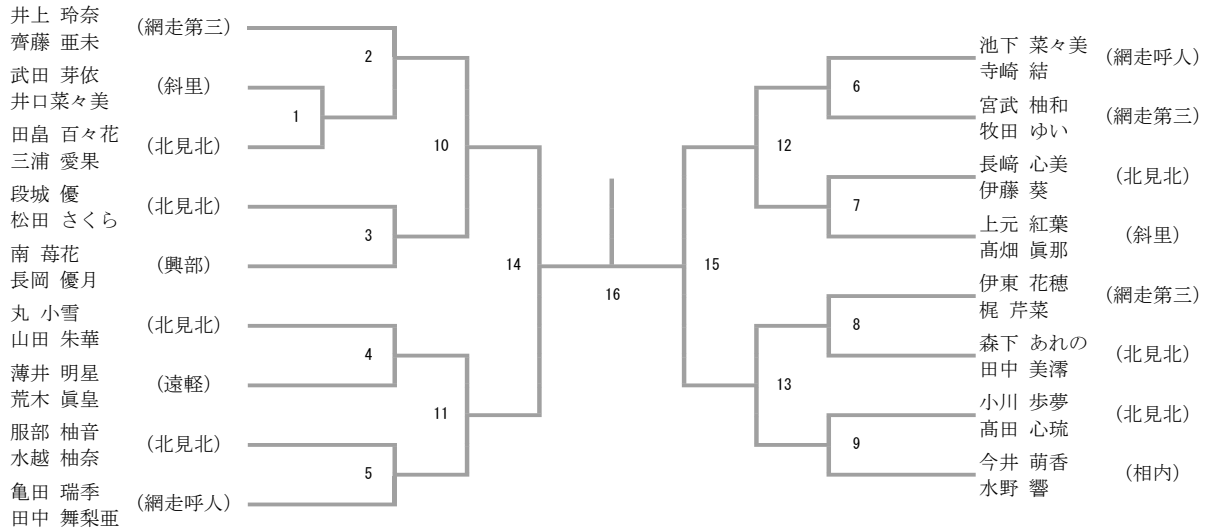 井上 玲奈
齊藤 亜未
(網走第三)
2
武田 芽依
井口菜々美
(斜里)
1
田畠 百々花
三浦 愛果
(北見北)
10
段城 優
松田 さくら
(北見北)
3
南 苺花
長岡 優月
(興部)
14
丸 小雪
山田 朱華
(北見北)
4
薄井 明星
荒木 眞皇
(遠軽)
11
服部 柚音
水越 柚奈
(北見北)
5
亀田 瑞季
田中 舞梨亜
(網走呼人)
16
池下 菜々美
寺崎 結
(網走呼人)
6
宮武 柚和
牧田 ゆい
(網走第三)
12
長﨑 心美
伊藤 葵
(北見北)
7
上元 紅葉
髙畑 眞那
(斜里)
15
伊東 花穂
梶 芹菜
(網走第三)
8
森下 あれの
田中 美澪
(北見北)
13
小川 歩夢
髙田 心琉
(北見北)
9
今井 萌香
水野 響
(相内)